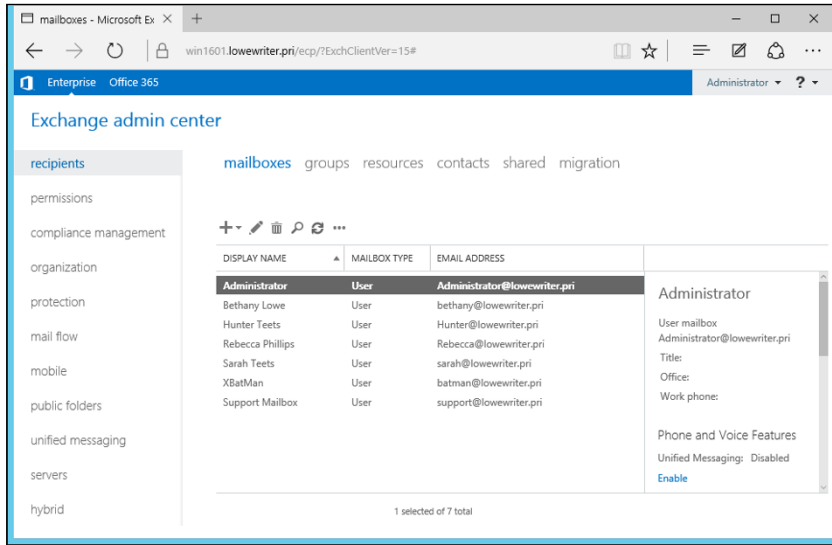 mailboxes - Microsoft Ex
win1601.lowewriter.pri/ecp/?ExchClientVer=15#
Enterprise Office 365
Administrator ?
Exchange admin center
recipients
permissions
compliance management
organization
protection
mail flow
mobile
public folders
unified messaging
servers
hybrid
mailboxes groups resources contacts shared migration
DISPLAY NAME MAILBOX TYPE EMAIL ADDRESS
Administrator User Administrator@lowewriter.pri
Bethany Lowe User bethany@lowewriter.pri
Hunter Teets User Hunter@lowewriter.pri
Rebecca Phillips User Rebecca@lowewriter.pri
Sarah Teets User sarah@lowewriter.pri
XBatMan User batman@lowewriter.pri
Support Mailbox User support@lowewriter.pri
1 selected of 7 total
Administrator
User mailbox
Administrator@lowewriter.pri
Title:
Office:
Work phone:
Phone and Voice Features
Unified Messaging: Disabled
Enable